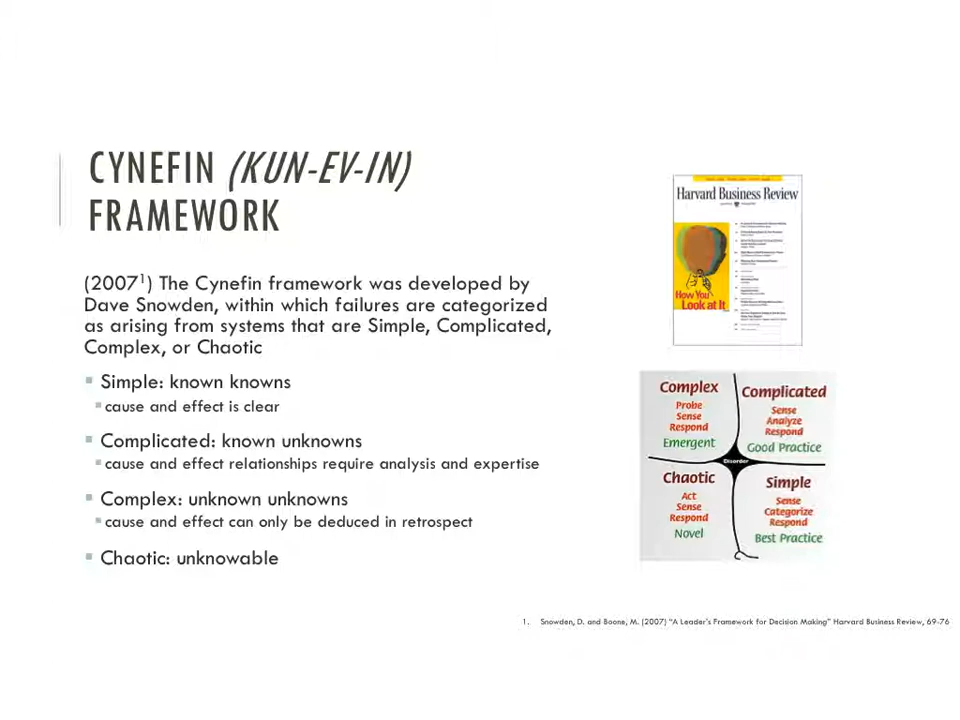 CYNEFIN (KUN-EV-IN)
FRAMEWORK
(2007¹) The Cynefin framework was developed by
Dave Snowden, within which failures are categorized
as arising from systems that are Simple, Complicated,
Complex, or Chaotic
▪ Simple: known knowns
▪ cause and effect is clear
▪ Complicated: known unknowns
▪ cause and effect relationships require analysis and expertise
▪ Complex: unknown unknowns
▪ cause and effect can only be deduced in retrospect
▪ Chaotic: unknowable
Harvard Business Review
How You
Look at It
Complex
Probe
Sense
Respond
Emergent
Complicated
Sense
Analyze
Respond
Good Practice
Disorder
Chaotic
Act
Sense
Respond
Novel
Simple
Sense
Categorize
Respond
Best Practice
1. Snowden, D. and Boone, M. (2007) "A Leader's Framework for Decision Making" Harvard Business Review, 69-76